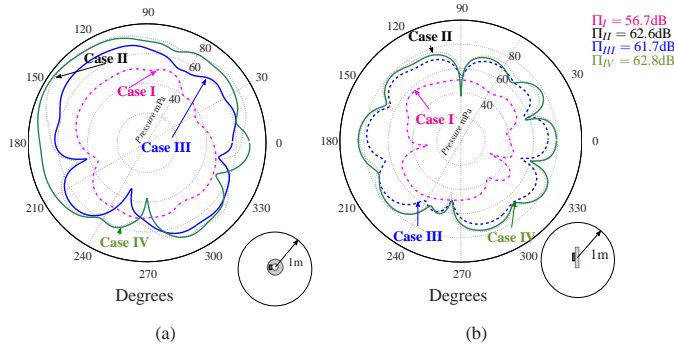 90
60
30
0
330
300
270
240
210
180
150
120
80
60
40
Pressure mPa
Case II
Case I
Case III
Case IV
1m
Degrees
(a)
90
60
30
0
330
300
270
240
210
180
150
120
80
60
40
Pressure mPa
Case II
Case I
Case III
Case IV
1m
Degrees
(b)
Π_I = 56.7dB
Π_II = 62.6dB
Π_III = 61.7dB
Π_IV = 62.8dB